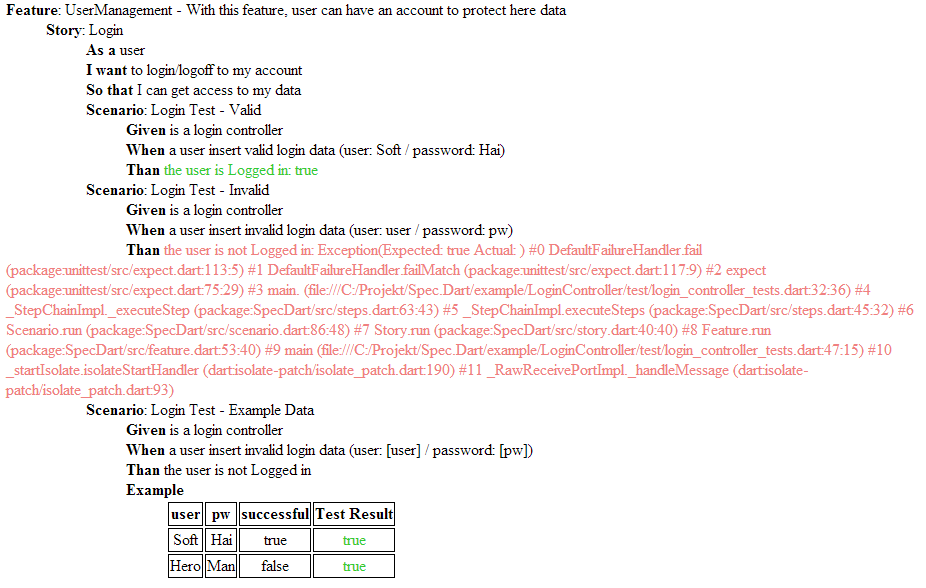 Feature: UserManagement - With this feature, user can have an account to protect here data
Story: Login
As a user
I want to login/logoff to my account
So that I can get access to my data
Scenario: Login Test - Valid
Given is a login controller
When a user insert valid login data (user: Soft / password: Hai)
Than the user is Logged in: true
Scenario: Login Test - Invalid
Given is a login controller
When a user insert invalid login data (user: user / password: pw)
Than the user is not Logged in: Exception(Expected: true Actual: ) #0 DefaultFailureHandler.fail
(package:unittest/src/expect.dart:113:5) #1 DefaultFailureHandler.failMatch (package:unittest/src/expect.dart:117:9) #2 expect
(package:unittest/src/expect.dart:75:29) #3 main. (file:///C:/Projekt/Spec.Dart/example/LoginController/test/login_controller_tests.dart:32:36) #4
_StepChainImpl._executeStep (package:SpecDart/src/steps.dart:63:43) #5 _StepChainImpl.executeSteps (package:SpecDart/src/steps.dart:45:32) #6
Scenario.run (package:SpecDart/src/scenario.dart:86:48) #7 Story.run (package:SpecDart/src/story.dart:40:40) #8 Feature.run
(package:SpecDart/src/feature.dart:53:40) #9 main (file:///C:/Projekt/Spec.Dart/example/LoginController/test/login_controller_tests.dart:47:15) #10
_startIsolate.isolateStartHandler (dart:isolate-patch/isolate_patch.dart:190) #11 _RawReceivePortImpl._handleMessage (dart:isolate-
patch/isolate_patch.dart:93)
Scenario: Login Test - Example Data
Given is a login controller
When a user insert invalid login data (user: [user] / password: [pw])
Than the user is not Logged in
Example
user pw successful Test Result
Soft Hai true true
Hero Man false true